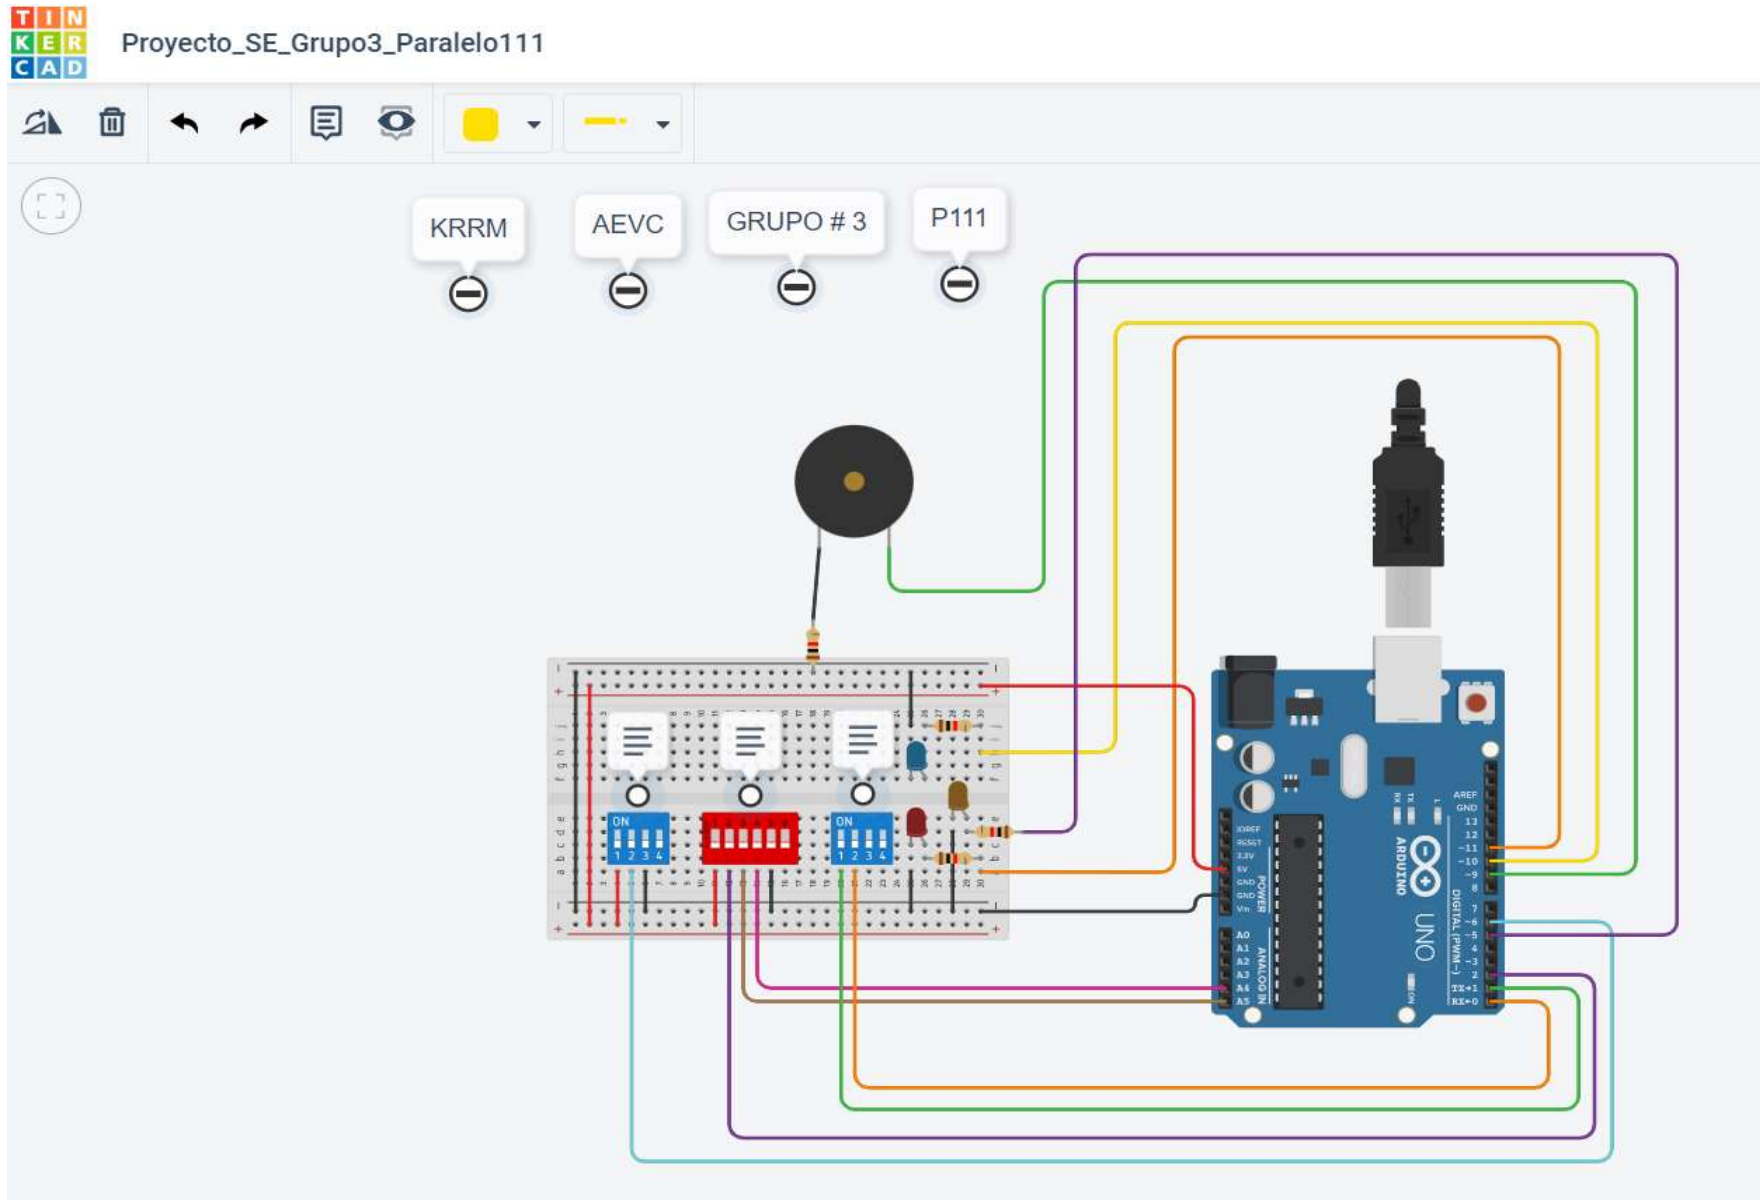 TIN
KER
CAD
Proyecto_SE_Grupo3_Paralelo111
KRRM
AEVC
GRUPO # 3
P111
ON
1 2 3 4
ON
1 2 3 4
IOREF
RESET
3.3V
5V
GND
GND
Vin
POWER
A0
A1
A2
A3
A4
A5
ANALOG IN
AREF
GND
13
12
~11
~10
~9
8
7
~6
~5
4
~3
2
TX→1
RX←0
DIGITAL (PWM~)
RX
TX
L
ARDUINO
UNO
ON